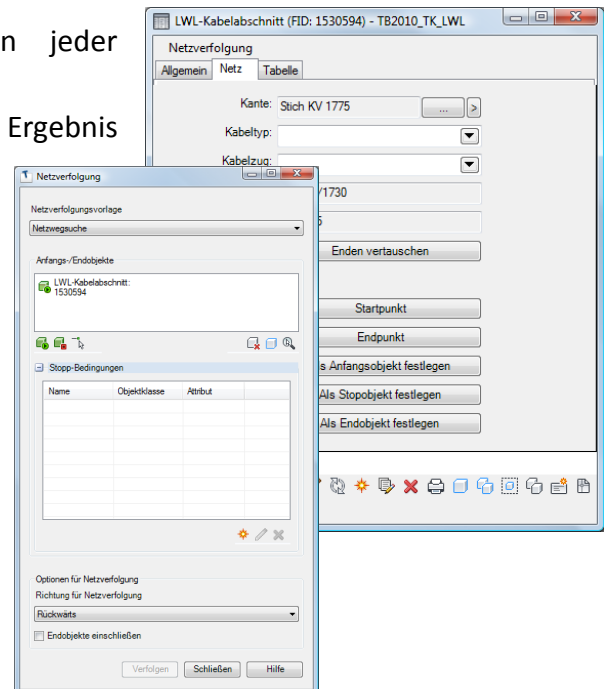 n jeder
Ergebnis
LWL-Kabelabschnitt (FID: 1530594) - TB2010_TK_LWL
Netzverfolgung
Allgemein Netz Tabelle
Kante: Stich KV 1775 ... >
Kabeltyp:
Kabelzug:
/1730
Enden vertauschen
Startpunkt
Endpunkt
s Anfangsobjekt festlegen
Als Stopobjekt festlegen
Als Endobjekt festlegen
Netzverfolgung
Netzverfolgungsvorlage
Netzwegsuche
Anfangs-/Endobjekte
LWL-Kabelabschnitt:
1530594
Stopp-Bedingungen
Name Objektklasse Attribut
Optionen für Netzverfolgung
Richtung für Netzverfolgung
Rückwärts
Endobjekte einschließen
Verfolgen Schließen Hilfe